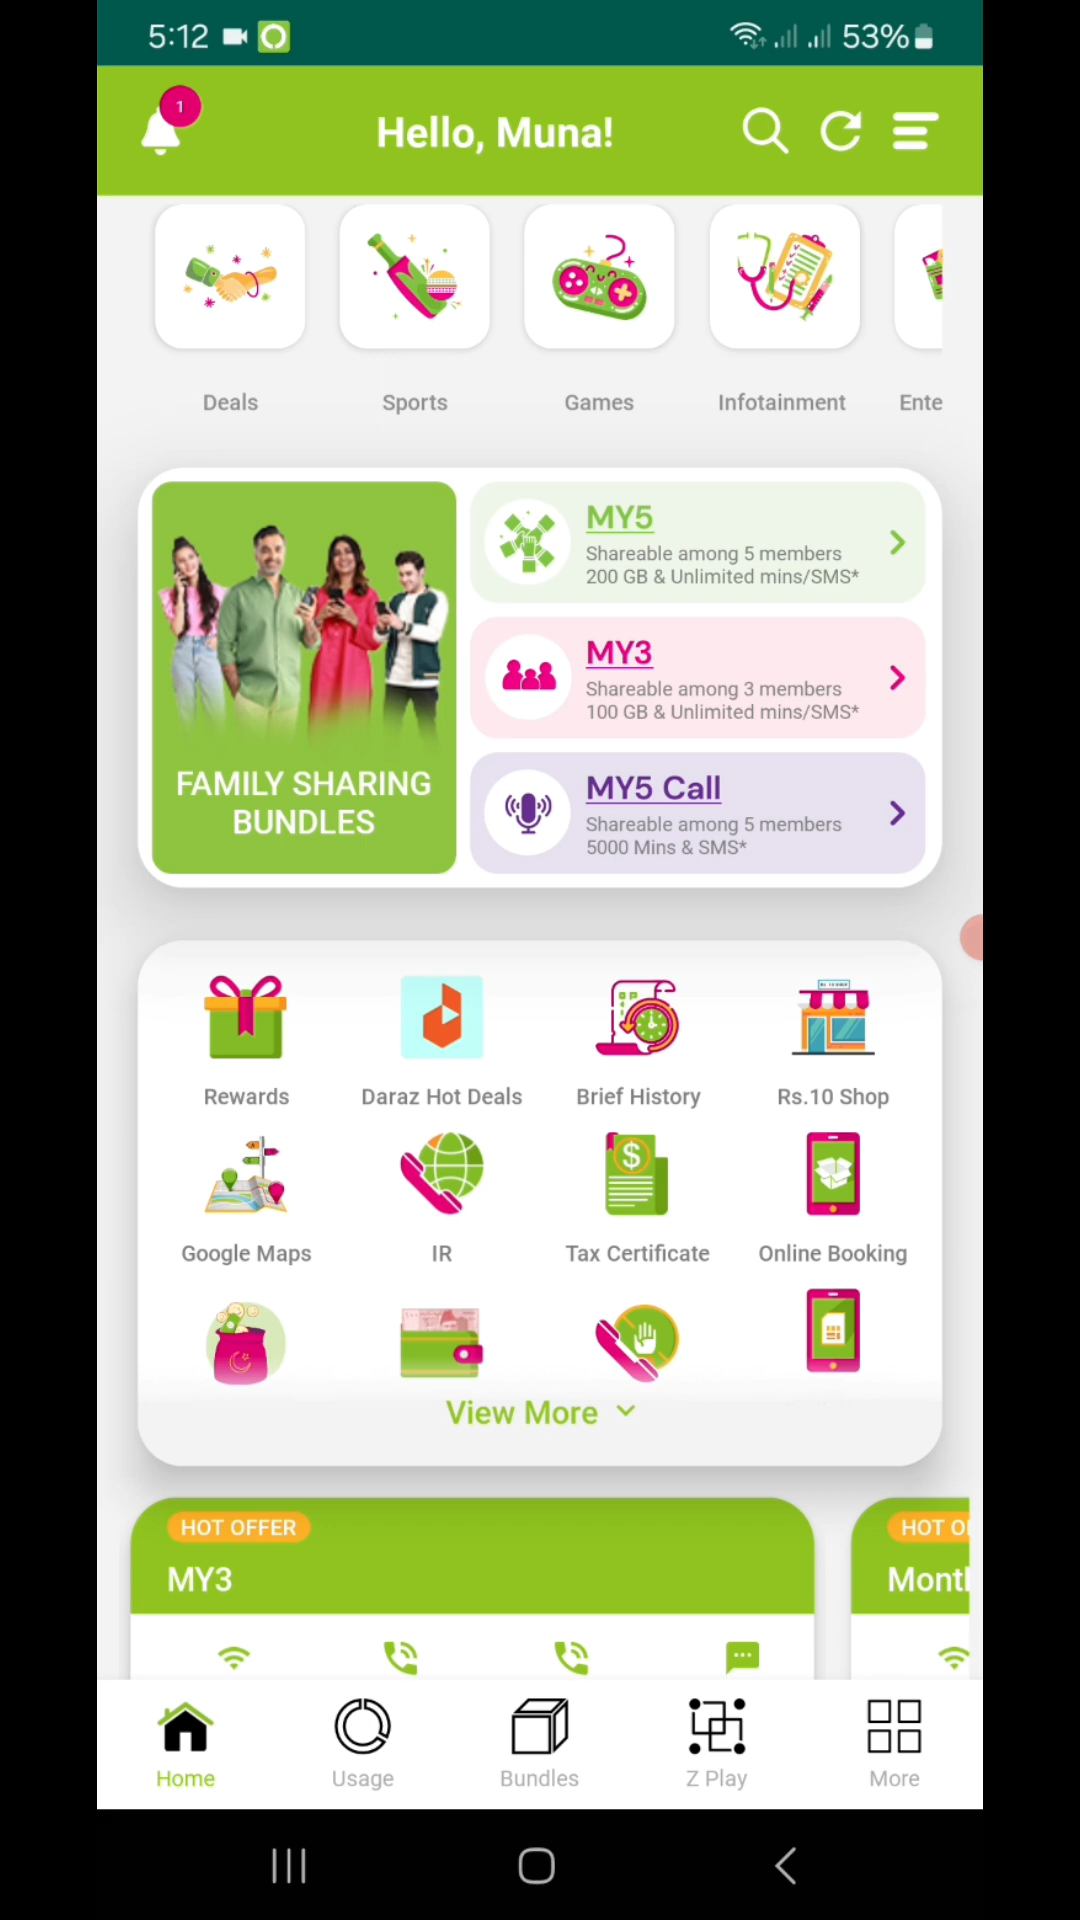 5:12
53%
1
Hello, Muna!
Deals
Sports
Games
Infotainment
Ente
FAMILY SHARING
BUNDLES
MY5
Shareable among 5 members
200 GB & Unlimited mins/SMS*
MY3
Shareable among 3 members
100 GB & Unlimited mins/SMS*
MY5 Call
Shareable among 5 members
5000 Mins & SMS*
Rewards
Daraz Hot Deals
Brief History
Rs.10 Shop
Google Maps
IR
Tax Certificate
Online Booking
View More
HOT OFFER
MY3
HOT O
Mont
Home
Usage
Bundles
Z Play
More